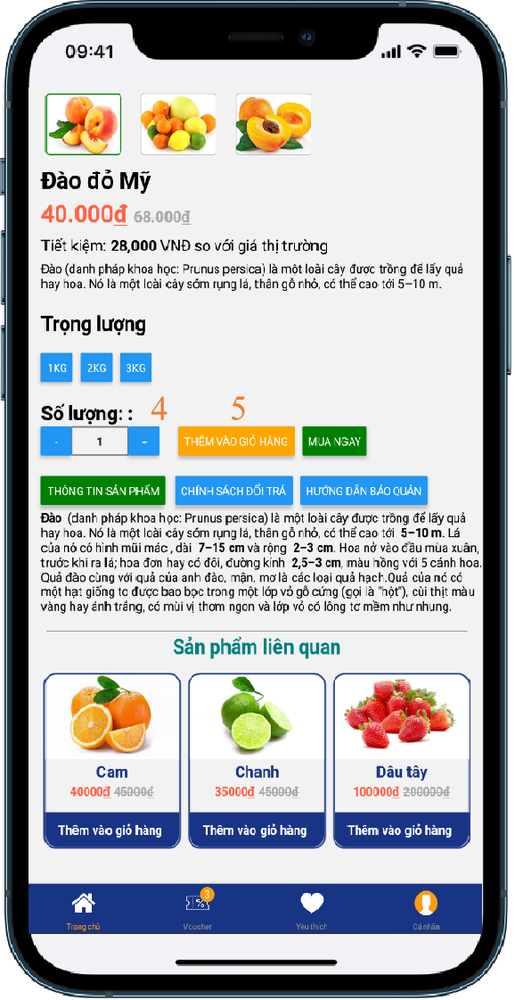 09:41
Đào đỏ Mỹ
40.000₫ 68.000₫
Tiết kiệm: 28,000 VNĐ so với giá thị trường
Đào (danh pháp khoa học: Prunus persica) là một loài cây được trồng để lấy quả
hay hoa. Nó là một loài cây sớm rụng lá, thân gỗ nhỏ, có thể cao tới 5–10 m.
Trọng lượng
1KG 2KG 3KG
Số lượng: : 4 5
- 1 + THÊM VÀO GIỎ HÀNG MUA NGAY
THÔNG TIN SẢN PHẨM CHÍNH SÁCH ĐỔI TRẢ HƯỚNG DẪN BẢO QUẢN
Đào (danh pháp khoa học: Prunus persica) là một loài cây được trồng để lấy quả
hay hoa. Nó là một loài cây sớm rụng lá, thân gỗ nhỏ, có thể cao tới 5–10 m. Lá
của nó có hình mũi mác , dài 7–15 cm và rộng 2–3 cm. Hoa nở vào đầu mùa xuân,
trước khi ra lá; hoa đơn hay có đôi, đường kính 2,5–3 cm, màu hồng với 5 cánh hoa.
Quả đào cùng với quả của anh đào, mận, mơ là các loại quả hạch.Quả của nó có
một hạt giống to được bao bọc trong một lớp vỏ gỗ cứng (gọi là "hột"), cùi thịt màu
vàng hay ánh trắng, có mùi vị thơm ngon và lớp vỏ có lông tơ mềm như nhung.
Sản phẩm liên quan
Cam Chanh Dâu tây
40000₫ 45000₫ 35000₫ 45000₫ 100000₫ 200000₫
Thêm vào giỏ hàng Thêm vào giỏ hàng Thêm vào giỏ hàng
3
Trang chủ Voucher Yêu thích Cá nhân